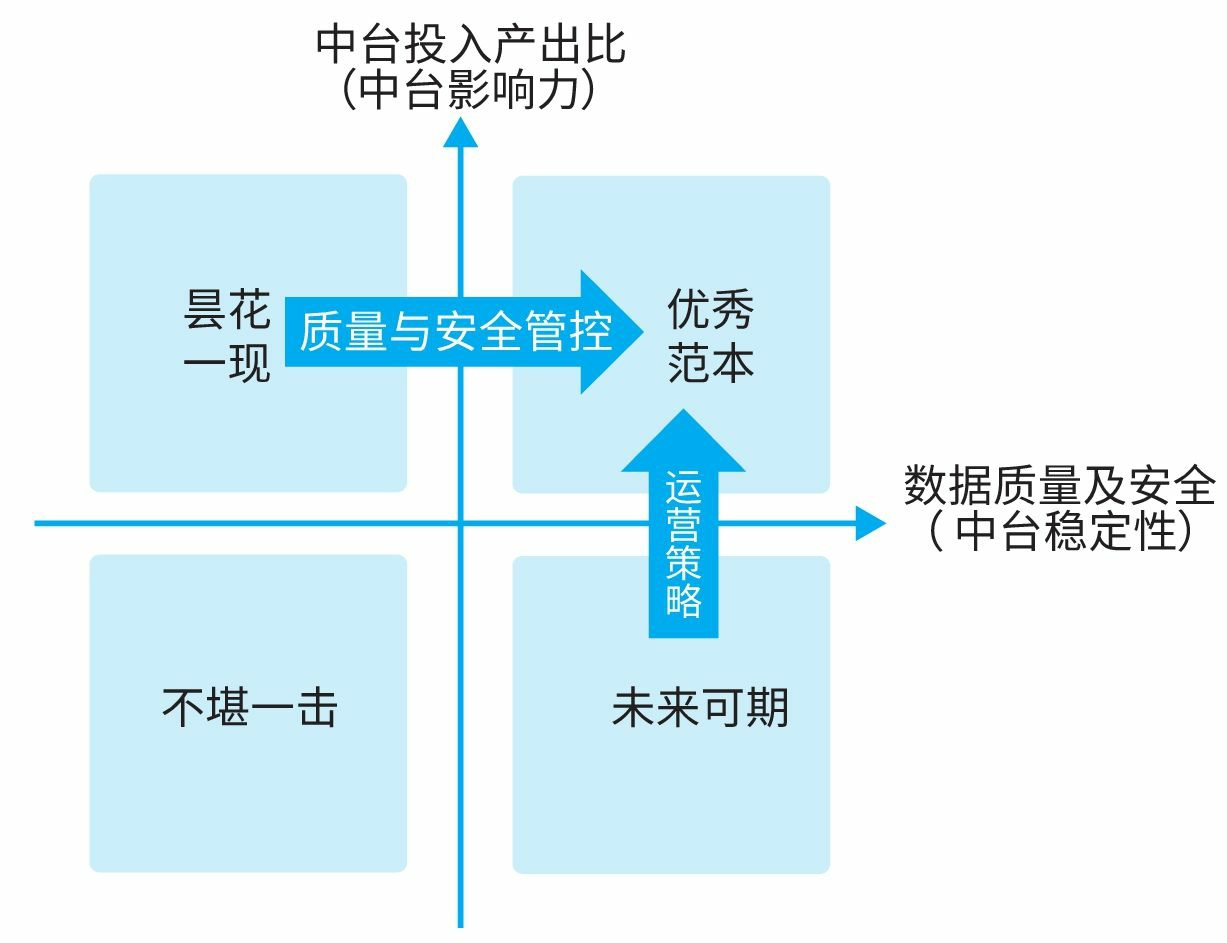 中台投入产出比
（中台影响力）
昙花
一现
质量与安全管控
优秀
范本
运营策略
数据质量及安全
（ 中台稳定性）
不堪一击
未来可期